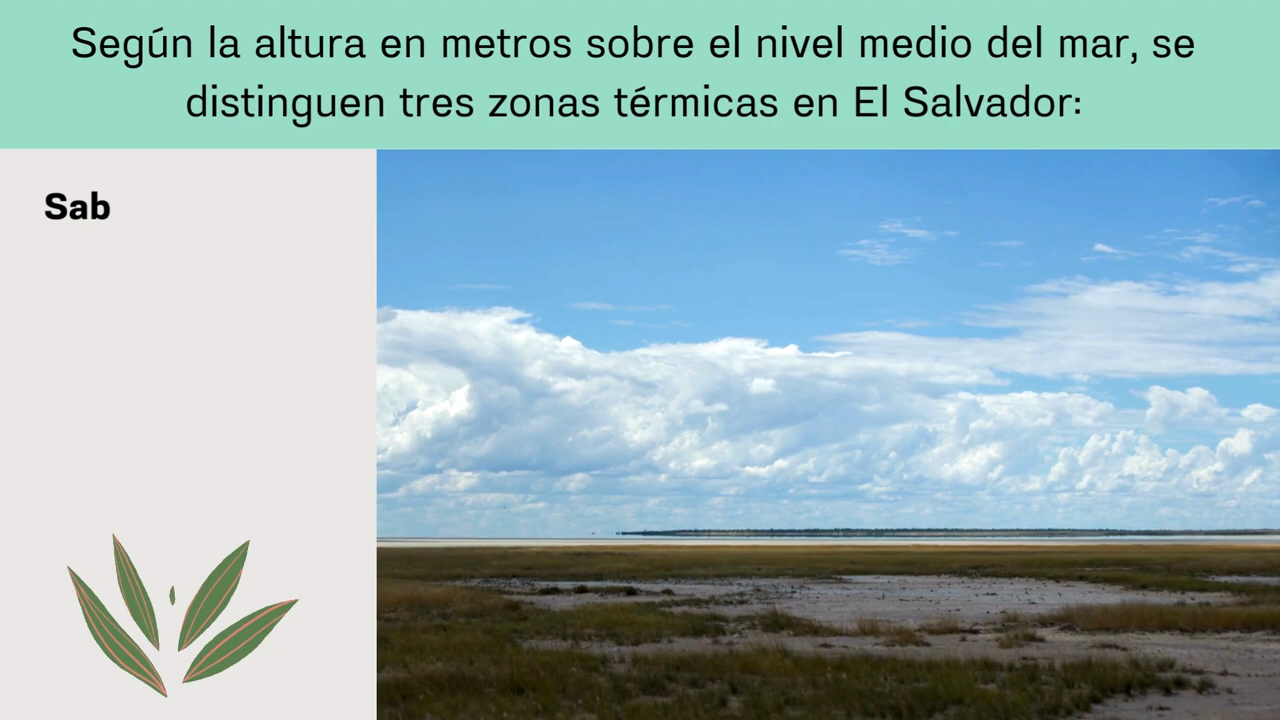 Según la altura en metros sobre el nivel medio del mar, se
distinguen tres zonas térmicas en El Salvador:
Sab